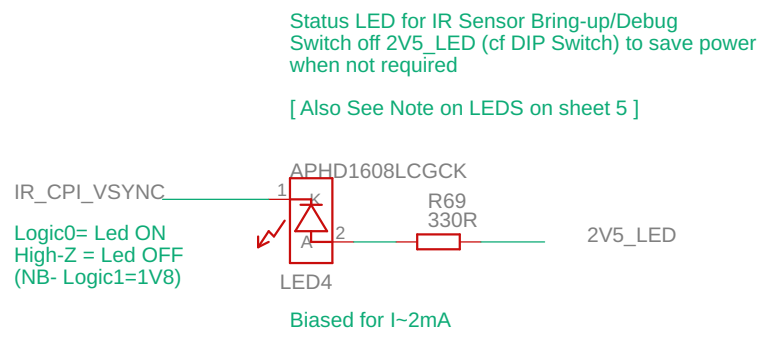 Status LED for IR Sensor Bring-up/Debug
Switch off 2V5_LED (cf DIP Switch) to save power
when not required
[ Also See Note on LEDS on sheet 5 ]
APHD1608LCGCK
IR_CPI_VSYNC
1
K
R69
330R
A
2
2V5_LED
Logic0= Led ON
High-Z = Led OFF
(NB- Logic1=1V8)
LED4
Biased for I~2mA